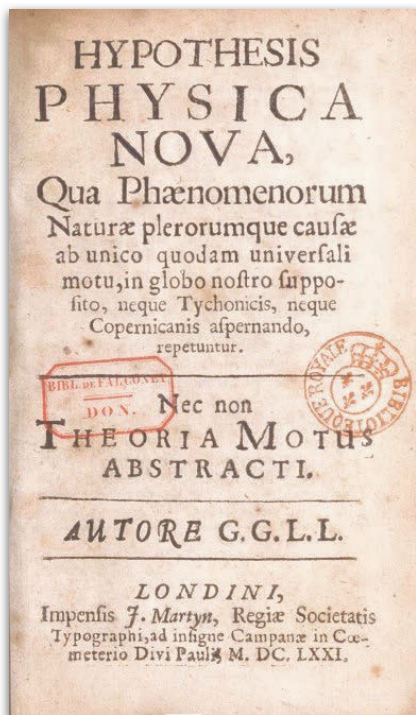 HYPOTHESIS
PHYSICA
NOVA,
Qua Phænomenorum
Naturæ plerorumque cauſæ
ab unico quodam univerſali
motu, in globo noſtro ſuppo-
ſito, neque Tychonicis, neque
Copernicanis aſpernando,
repetuntur.
BIBL. DE FALCONET
DON.
BIBLIOTEQUE ROYALE
Nec non
THEORIA MOTUS
ABSTRACTI.
AUTORE G.G.L.L.
LONDINI,
Impenſis J. Martyn, Regiæ Societatis
Typographi, ad inſigne Campanæ in Cœ-
meterio Divi Pauli, M. DC. LXXI.